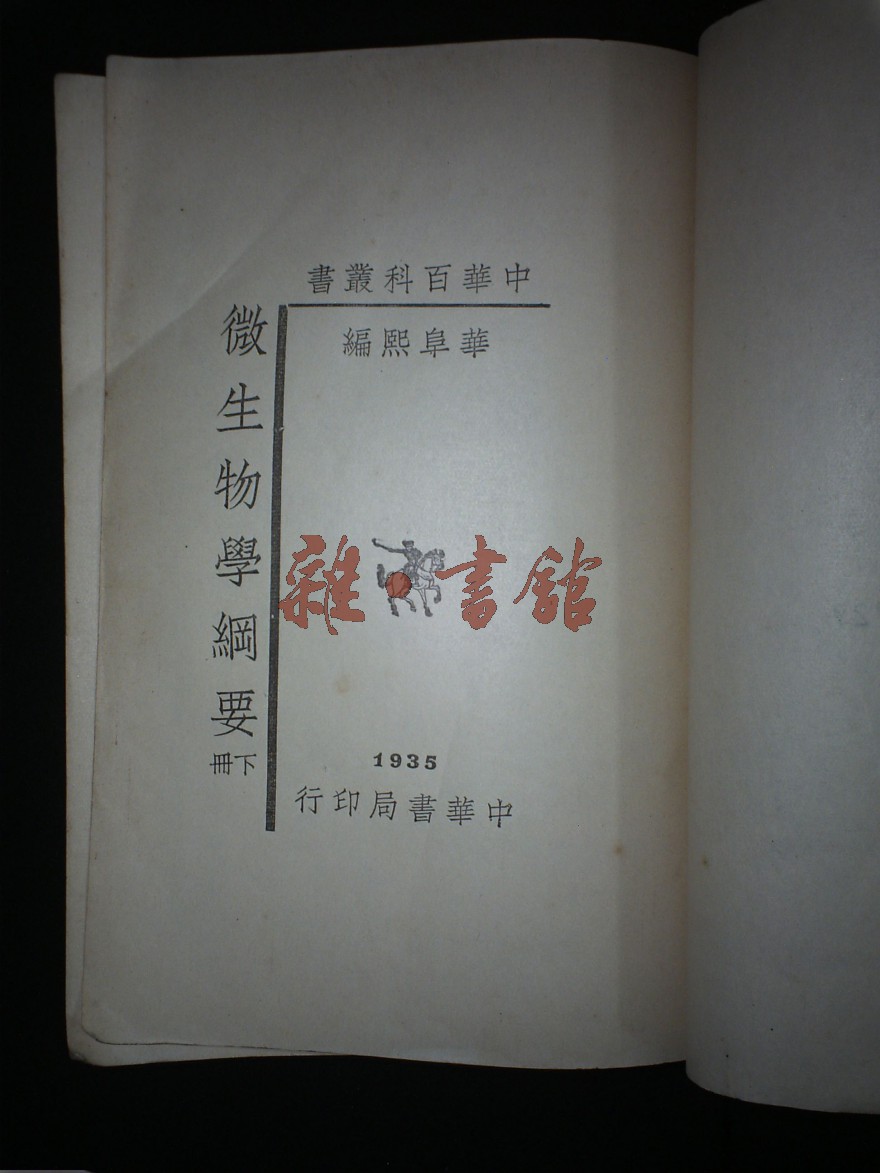 中華百科叢書
華阜熙編
微生物學綱要
下冊
雜書館
1935
中華書局印行